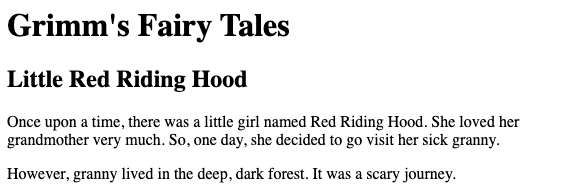 Grimm's Fairy Tales
Little Red Riding Hood
Once upon a time, there was a little girl named Red Riding Hood. She loved her
grandmother very much. So, one day, she decided to go visit her sick granny.
However, granny lived in the deep, dark forest. It was a scary journey.